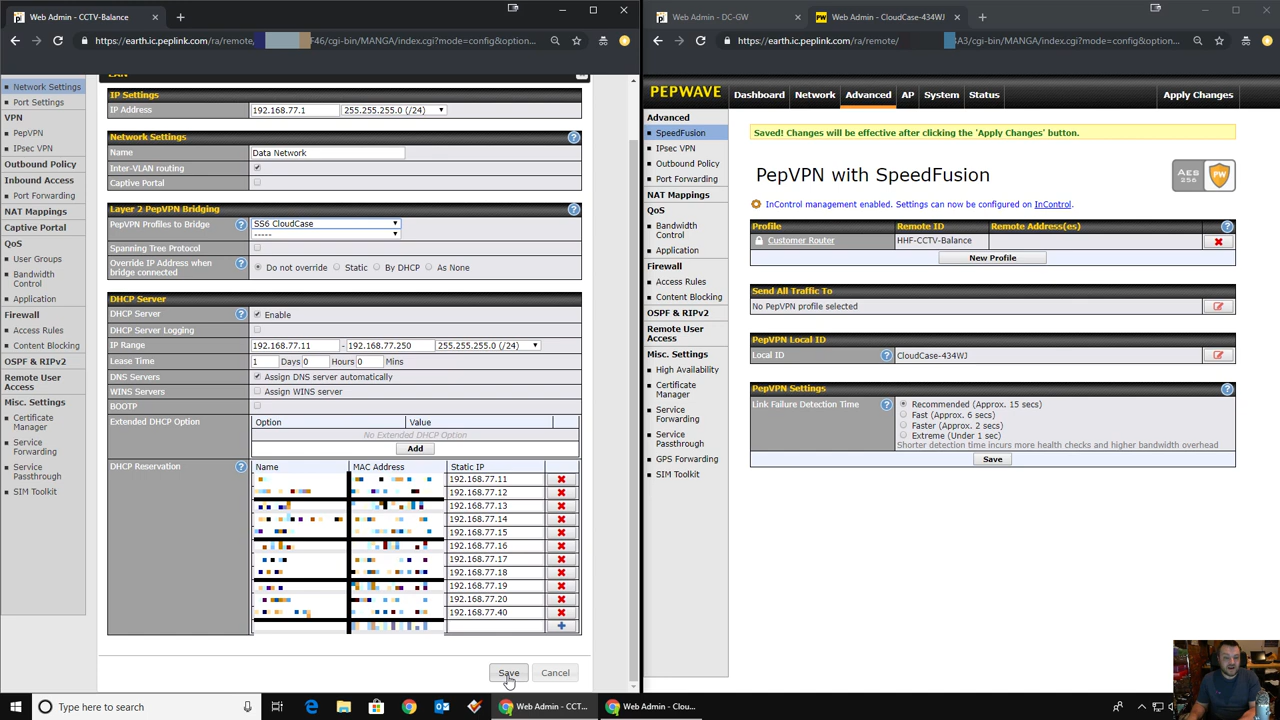 Web Admin - CCTV-Balance
https://earth.ic.peplink.com/ra/remote/ F46/cgi-bin/MANGA/index.cgi?mode=config&option...
Network Settings
Port Settings
VPN
PepVPN
IPsec VPN
Outbound Policy
Inbound Access
Port Forwarding
NAT Mappings
Captive Portal
QoS
User Groups
Bandwidth
Control
Application
Firewall
Access Rules
Content Blocking
OSPF & RIPv2
Remote User
Access
Misc. Settings
Certificate
Manager
Service
Forwarding
Service
Passthrough
SIM Toolkit
LAN
IP Settings
IP Address 192.168.77.1 255.255.255.0 (/24)
Network Settings
Name Data Network
Inter-VLAN routing
Captive Portal
Layer 2 PepVPN Bridging
PepVPN Profiles to Bridge SS6 CloudCase
-----
Spanning Tree Protocol
Override IP Address when
bridge connected
Do not override Static By DHCP As None
DHCP Server
DHCP Server Enable
DHCP Server Logging
IP Range 192.168.77.11 - 192.168.77.250 255.255.255.0 (/24)
Lease Time 1 Days 0 Hours 0 Mins
DNS Servers Assign DNS server automatically
WINS Servers Assign WINS server
BOOTP
Extended DHCP Option Option Value
No Extended DHCP Option
Add
DHCP Reservation Name MAC Address Static IP
192.168.77.11
192.168.77.12
192.168.77.13
192.168.77.14
192.168.77.15
192.168.77.16
192.168.77.17
192.168.77.18
192.168.77.19
192.168.77.20
192.168.77.40
Save Cancel
Web Admin - DC-GW
Web Admin - CloudCase-434WJ
https://earth.ic.peplink.com/ra/remote/ 3A3/cgi-bin/MANGA/index.cgi?mode=config&option...
PEPWAVE Dashboard Network Advanced AP System Status Apply Changes
Advanced
SpeedFusion
IPsec VPN
Outbound Policy
Port Forwarding
NAT Mappings
QoS
Bandwidth
Control
Application
Firewall
Access Rules
Content Blocking
OSPF & RIPv2
Remote User
Access
Misc. Settings
High Availability
Certificate
Manager
Service
Forwarding
Service
Passthrough
GPS Forwarding
SIM Toolkit
Saved! Changes will be effective after clicking the 'Apply Changes' button.
PepVPN with SpeedFusion
AES
256
PW
InControl management enabled. Settings can now be configured on InControl.
Profile Remote ID Remote Address(es)
Customer Router HHF-CCTV-Balance
New Profile
Send All Traffic To
No PepVPN profile selected
PepVPN Local ID
Local ID CloudCase-434WJ
PepVPN Settings
Link Failure Detection Time Recommended (Approx. 15 secs)
Fast (Approx. 6 secs)
Faster (Approx. 2 secs)
Extreme (Under 1 sec)
Shorter detection time incurs more health checks and higher bandwidth overhead
Save
Type here to search
Web Admin - CCT...
Web Admin - Clou...